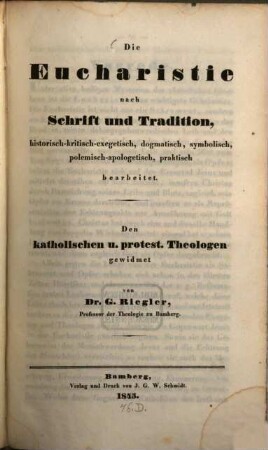 Die
Eucharistie
nach
Schrift und Tradition,
historisch-kritisch-exegetisch, dogmatisch, symbolisch,
polemisch-apologetisch, praktisch
bearbeitet.
Den
katholischen u. protest. Theologen
gewidmet
von
Dr. G. Riegler,
Professor der Theologie zu Bamberg.
Bamberg,
Verlag und Druck von J. G. W. Schmidt.
1845.